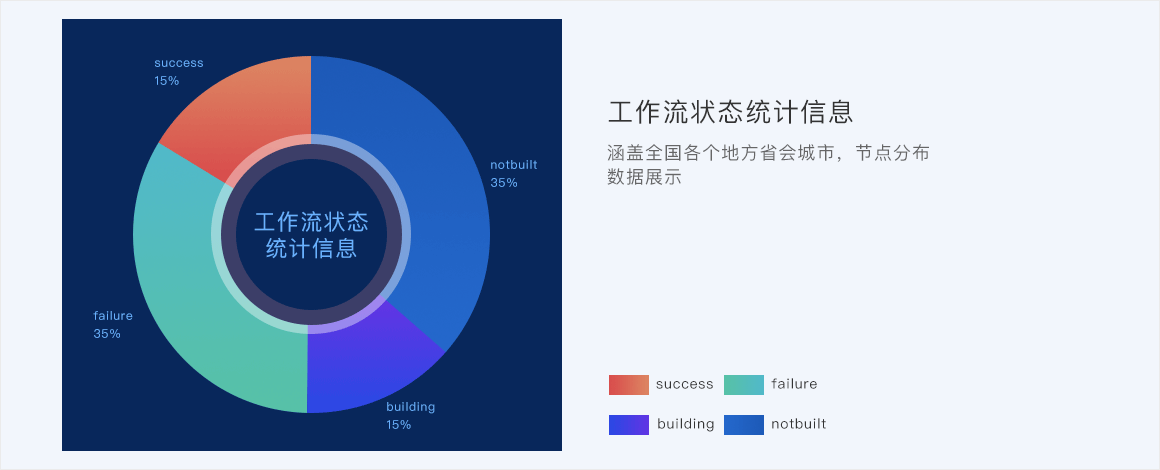 success
15%
notbuilt
35%
工作流状态
统计信息
failure
35%
building
15%
工作流状态统计信息
涵盖全国各个地方省会城市，节点分布
数据展示
success failure
building notbuilt